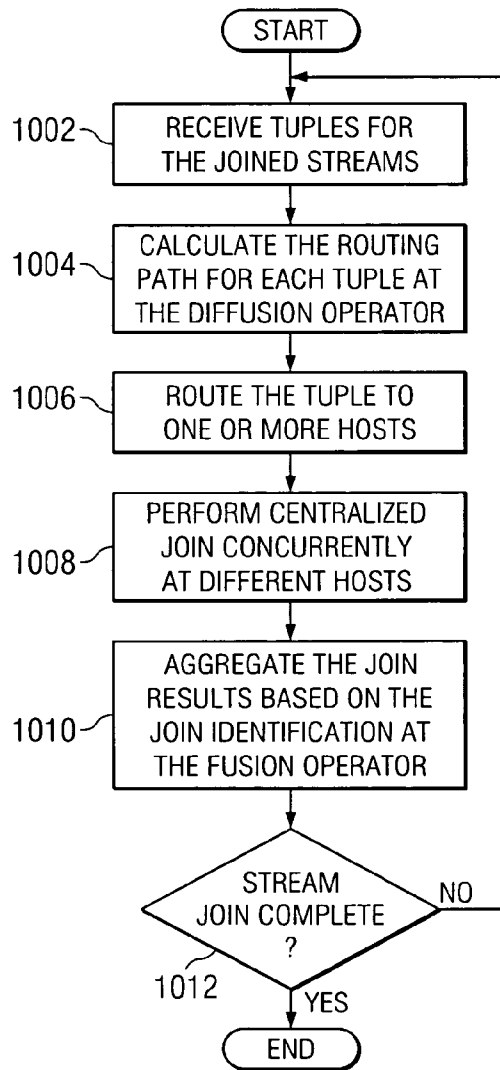 START
1002
RECEIVE TUPLES FOR
THE JOINED STREAMS
1004
CALCULATE THE ROUTING
PATH FOR EACH TUPLE AT
THE DIFFUSION OPERATOR
1006
ROUTE THE TUPLE TO
ONE OR MORE HOSTS
1008
PERFORM CENTRALIZED
JOIN CONCURRENTLY
AT DIFFERENT HOSTS
1010
AGGREGATE THE JOIN
RESULTS BASED ON THE
JOIN IDENTIFICATION AT
THE FUSION OPERATOR
STREAM
JOIN COMPLETE
?
NO
1012
YES
END